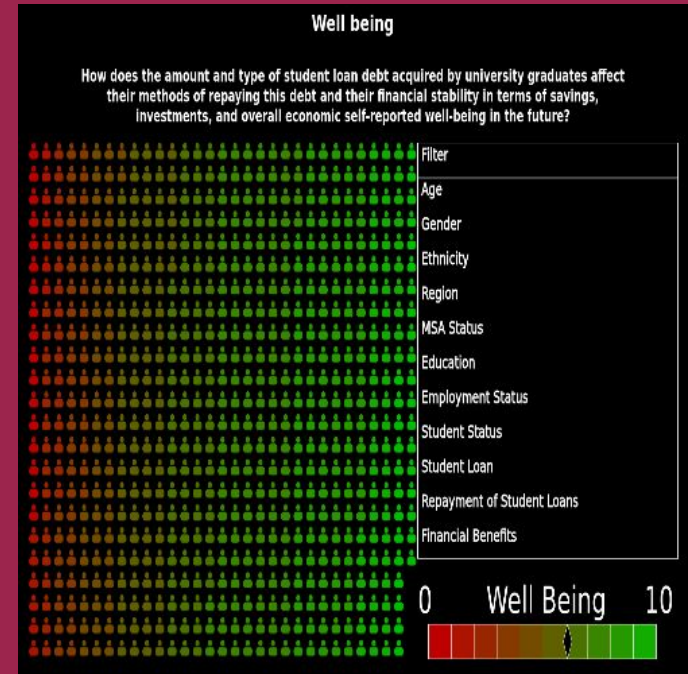 Well being
How does the amount and type of student loan debt acquired by university graduates affect
their methods of repaying this debt and their financial stability in terms of savings,
investments, and overall economic self-reported well-being in the future?
Filter
Age
Gender
Ethnicity
Region
MSA Status
Education
Employment Status
Student Status
Student Loan
Repayment of Student Loans
Financial Benefits
0 Well Being 10